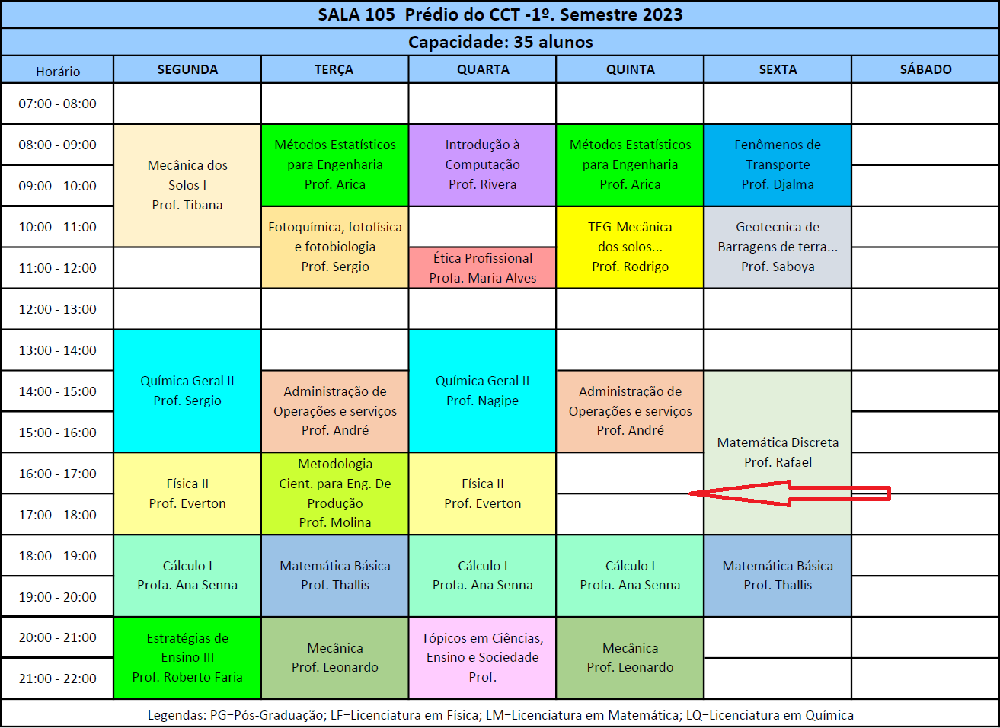 SALA 105  Prédio do CCT -1º. Semestre 2023
Capacidade: 35 alunos
Horário SEGUNDA TERÇA QUARTA QUINTA SEXTA SÁBADO
07:00 - 08:00
08:00 - 09:00
09:00 - 10:00
10:00 - 11:00
11:00 - 12:00
12:00 - 13:00
13:00 - 14:00
14:00 - 15:00
15:00 - 16:00
16:00 - 17:00
17:00 - 18:00
18:00 - 19:00
19:00 - 20:00
20:00 - 21:00
21:00 - 22:00
Mecânica dos
Solos I
Prof. Tibana
Química Geral II
Prof. Sergio
Física II
Prof. Everton
Cálculo I
Profa. Ana Senna
Estratégias de
Ensino III
Prof. Roberto Faria
Métodos Estatísticos
para Engenharia
Prof. Arica
Fotoquímica, fotofísica
e fotobiologia
Prof. Sergio
Administração de
Operações e serviços
Prof. André
Metodologia
Cient. para Eng. De
Produção
Prof. Molina
Matemática Básica
Prof. Thallis
Mecânica
Prof. Leonardo
Introdução à
Computação
Prof. Rivera
Ética Profissional
Profa. Maria Alves
Química Geral II
Prof. Nagipe
Física II
Prof. Everton
Cálculo I
Profa. Ana Senna
Tópicos em Ciências,
Ensino e Sociedade
Prof.
Métodos Estatísticos
para Engenharia
Prof. Arica
TEG-Mecânica
dos solos...
Prof. Rodrigo
Administração de
Operações e serviços
Prof. André
Cálculo I
Profa. Ana Senna
Mecânica
Prof. Leonardo
Fenômenos de
Transporte
Prof. Djalma
Geotecnica de
Barragens de terra...
Prof. Saboya
Matemática Discreta
Prof. Rafael
Matemática Básica
Prof. Thallis
Legendas: PG=Pós-Graduação; LF=Licenciatura em Física; LM=Licenciatura em Matemática; LQ=Licenciatura em Química